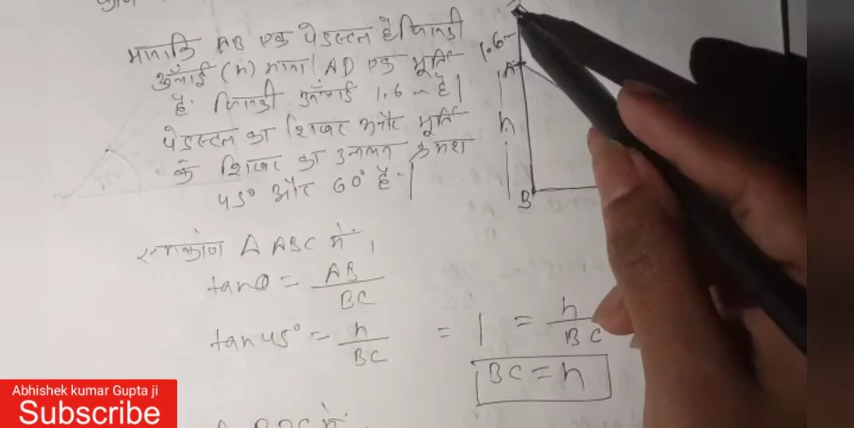 मानाकि AB एक पेडस्टल है जिसकी
ऊँचाई (h) माना। AD एक मूर्ति
है। जिसकी ऊँचाई 1.6 m है।
पेडस्टल का शिखर और मूर्ति
के शिखर का उन्नयन क्रमश
45° और 60° है।
1.6
A
h
B
समकोण Δ ABC में,
tanθ = AB / BC
tan45° = h / BC = 1 = h / BC
BC = h
Abhishek kumar Gupta ji
Subscribe